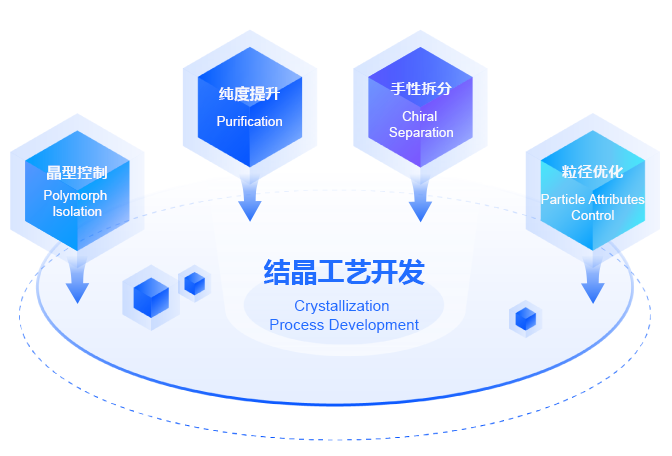 纯度提升
Purification
手性拆分
Chiral
Separation
晶型控制
Polymorph
Isolation
粒径优化
Particle Attributes
Control
结晶工艺开发
Crystallization
Process Development